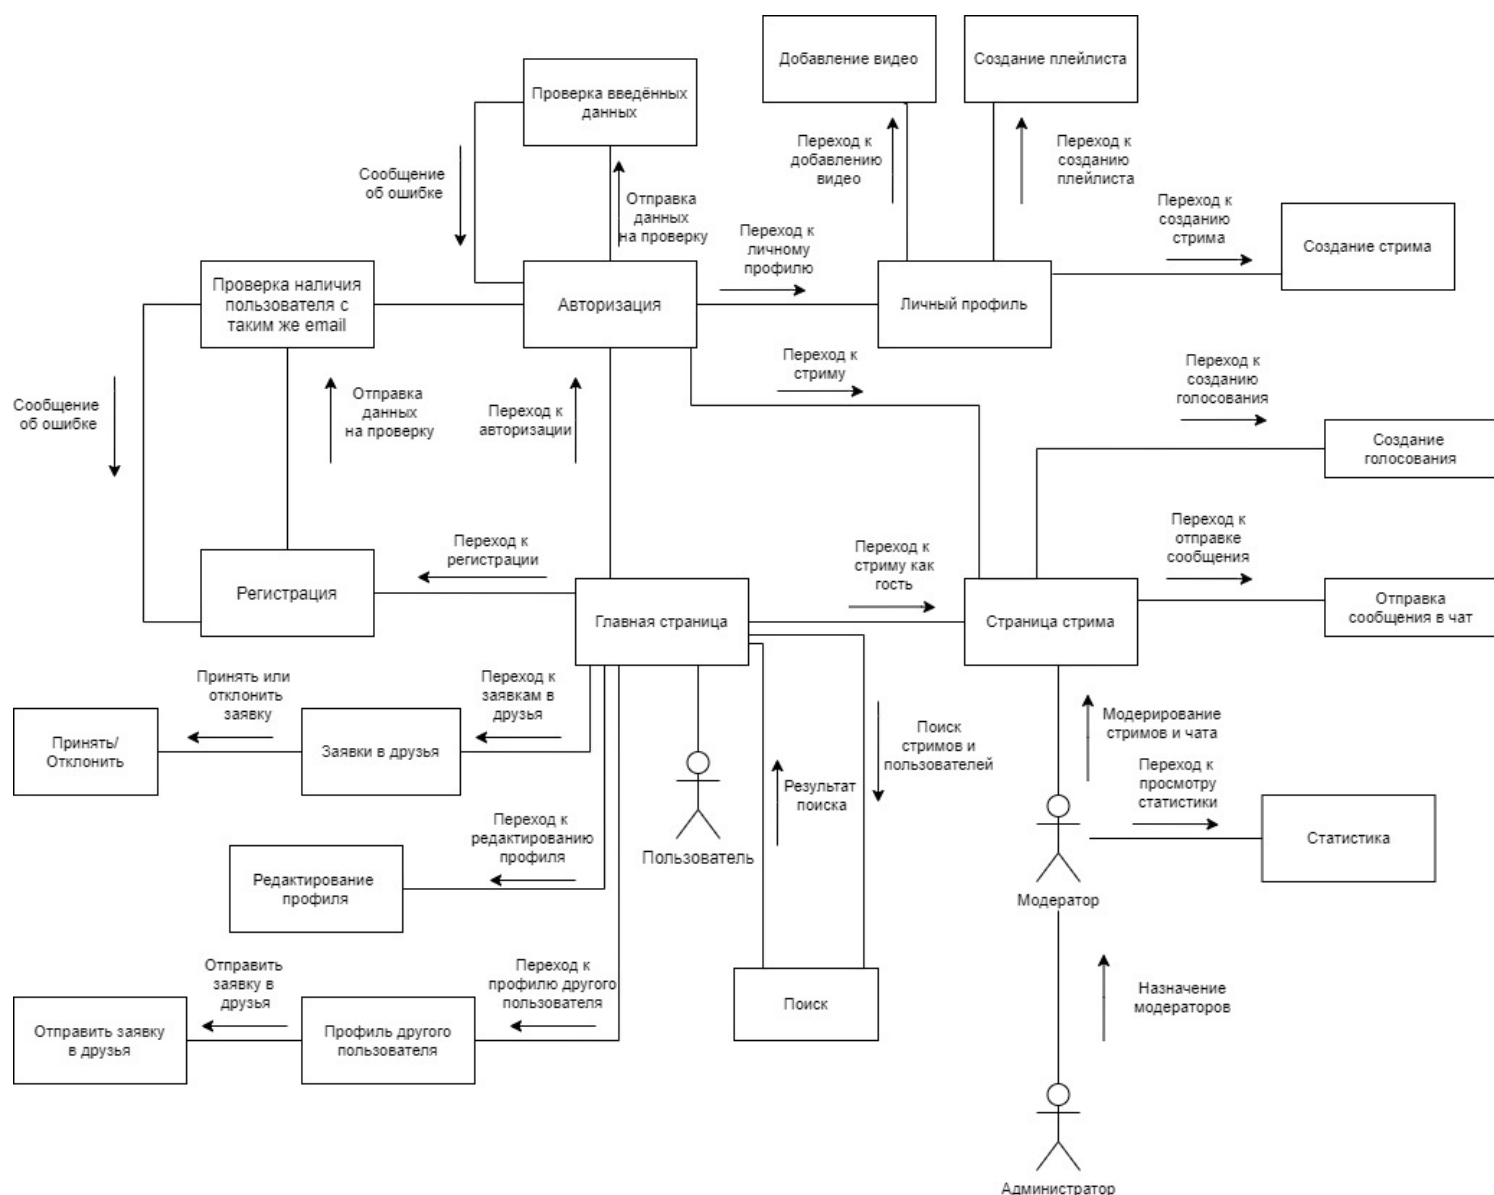 Добавление видео
Создание плейлиста
Проверка введённых
данных
Переход к
добавлению
видео
Переход к
созданию
плейлиста
Сообщение
об ошибке
Отправка
данных
на проверку
Переход к
личному
профилю
Переход к
созданию
стрима
Создание стрима
Проверка наличия
пользователя с
таким же email
Авторизация
Личный профиль
Переход к
стриму
Переход к
созданию
голосования
Сообщение
об ошибке
Отправка
данных
на проверку
Переход к
авторизации
Создание
голосования
Переход к
регистрации
Переход к
стриму как
гость
Переход к
отправке
сообщения
Регистрация
Главная страница
Страница стрима
Отправка
сообщения в чат
Принять или
отклонить
заявку
Переход к
заявкам в
друзья
Принять/
Отклонить
Заявки в друзья
Поиск
стримов и
пользователей
Модерирование
стримов и чата
Результат
поиска
Переход к
просмотру
статистики
Переход к
редактированию
профиля
Пользователь
Статистика
Редактирование
профиля
Модератор
Отправить
заявку в
друзья
Переход к
профилю другого
пользователя
Поиск
Назначение
модераторов
Отправить заявку
в друзья
Профиль другого
пользователя
Администратор